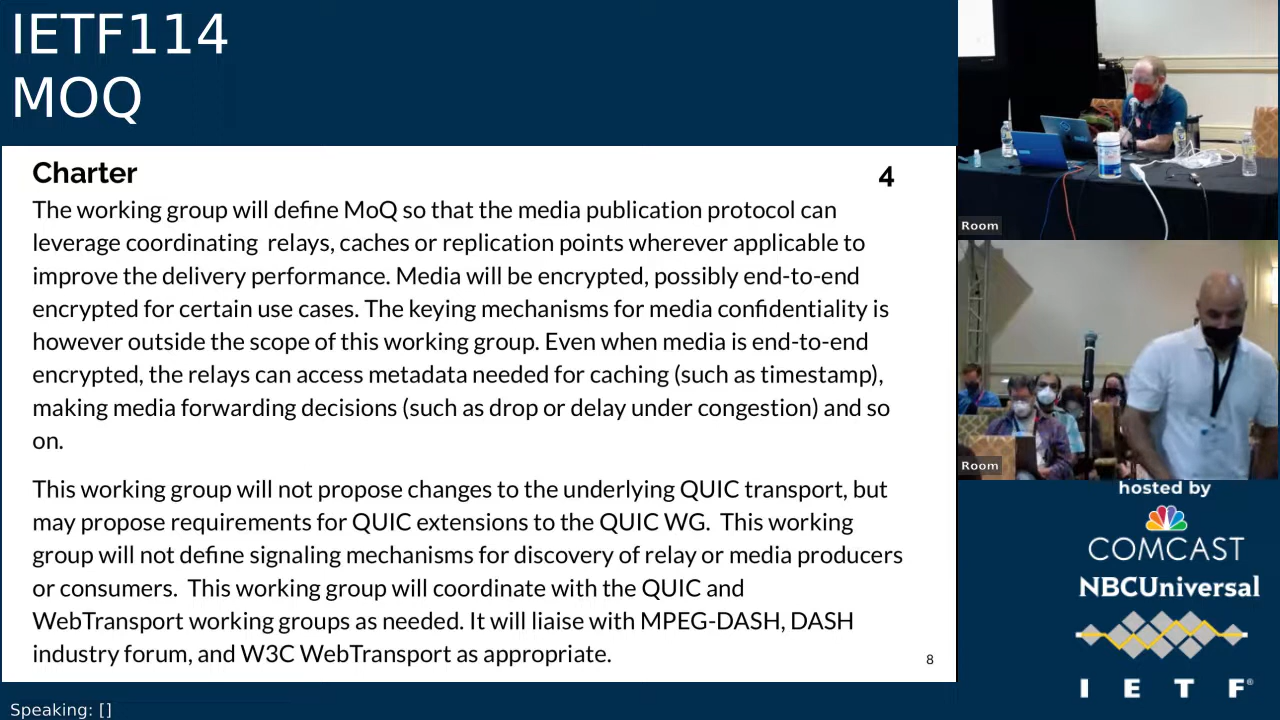 IETF114
MOQ
Charter
4
The working group will define MoQ so that the media publication protocol can
leverage coordinating  relays, caches or replication points wherever applicable to
improve the delivery performance. Media will be encrypted, possibly end-to-end
encrypted for certain use cases. The keying mechanisms for media confidentiality is
however outside the scope of this working group. Even when media is end-to-end
encrypted, the relays can access metadata needed for caching (such as timestamp),
making media forwarding decisions (such as drop or delay under congestion) and so
on.
This working group will not propose changes to the underlying QUIC transport, but
may propose requirements for QUIC extensions to the QUIC WG.  This working
group will not define signaling mechanisms for discovery of relay or media producers
or consumers.  This working group will coordinate with the QUIC and
WebTransport working groups as needed. It will liaise with MPEG-DASH, DASH
industry forum, and W3C WebTransport as appropriate.
8
Speaking: []
Room
Room
hosted by
COMCAST
NBCUniversal
I E T F®